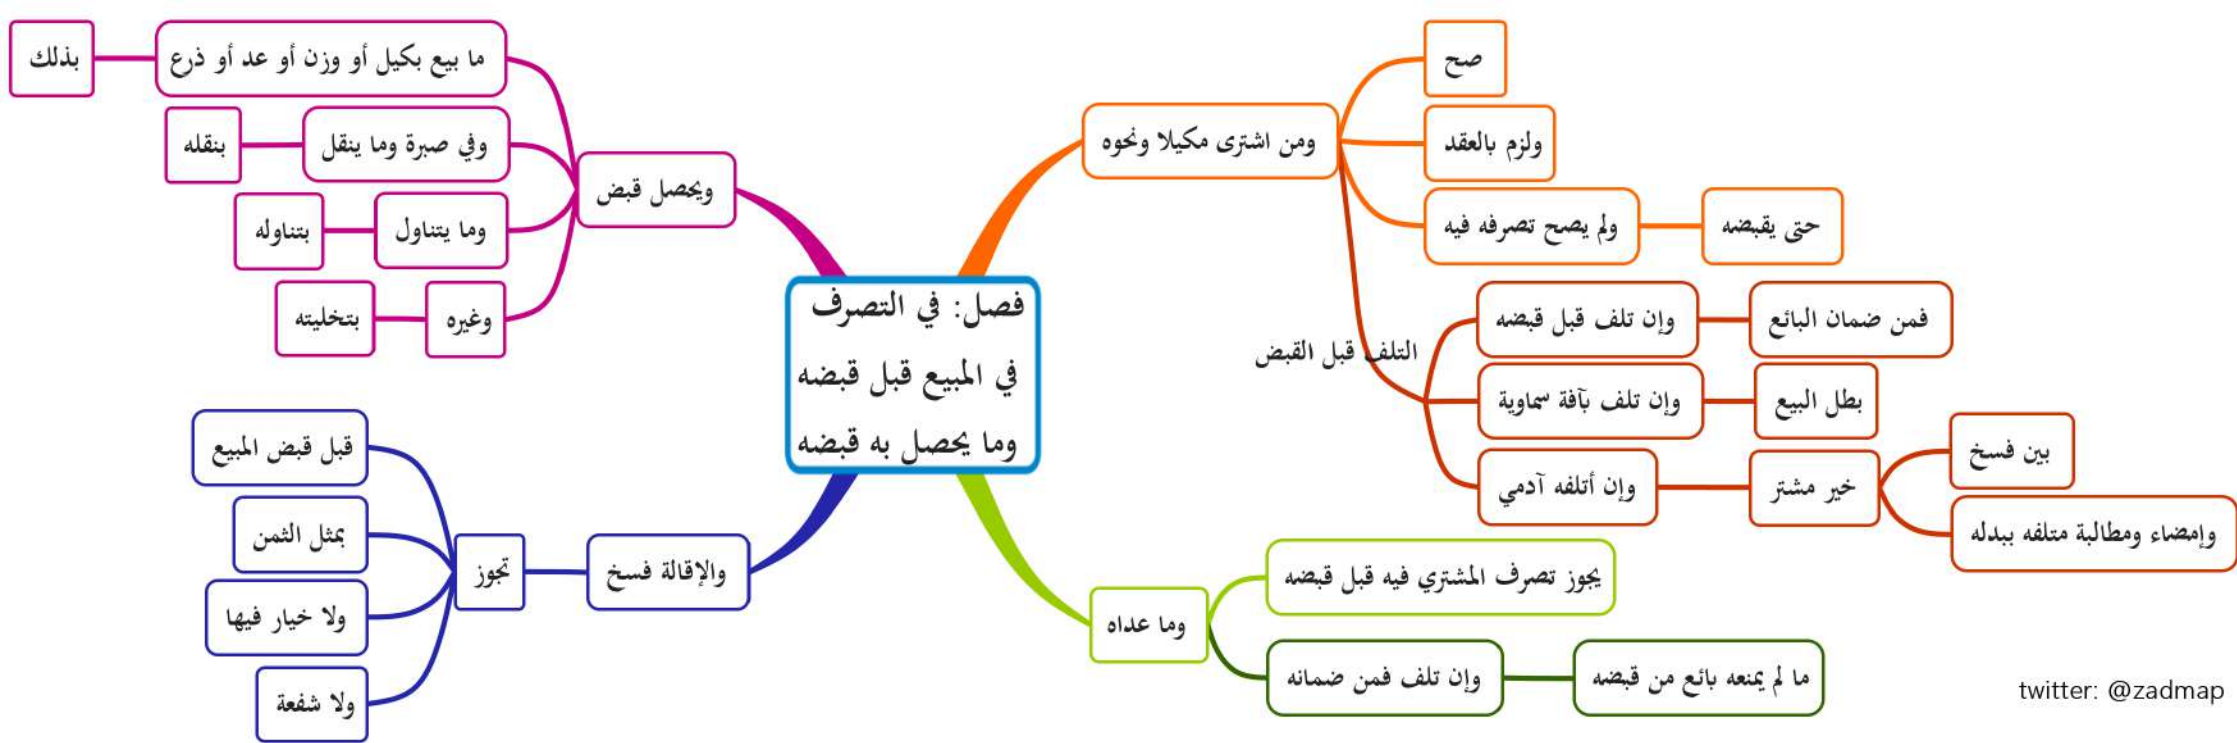 فصل: في التصرف
في المبيع قبل قبضه
وما يحصل به قبضه
ومن اشترى مكيلا ونحوه
صح
ولزم بالعقد
ولم يصح تصرفه فيه
حتى يقبضه
التلف قبل القبض
وإن تلف قبل قبضه
فمن ضمان البائع
وإن تلف بآفة سماوية
بطل البيع
وإن أتلفه آدمي
خير مشتر
بين فسخ
وإمضاء ومطالبة متلفه ببدله
وما عداه
يجوز تصرف المشتري فيه قبل قبضه
وإن تلف فمن ضمانه
ما لم يمنعه بائع من قبضه
ويحصل قبض
ما بيع بكيل أو وزن أو عد أو ذرع
بذلك
وفي صبرة وما ينقل
بنقله
وما يتناول
بتناوله
وغيره
بتخليته
والإقالة فسخ
تجوز
قبل قبض المبيع
بمثل الثمن
ولا خيار فيها
ولا شفعة
twitter: @zadmap